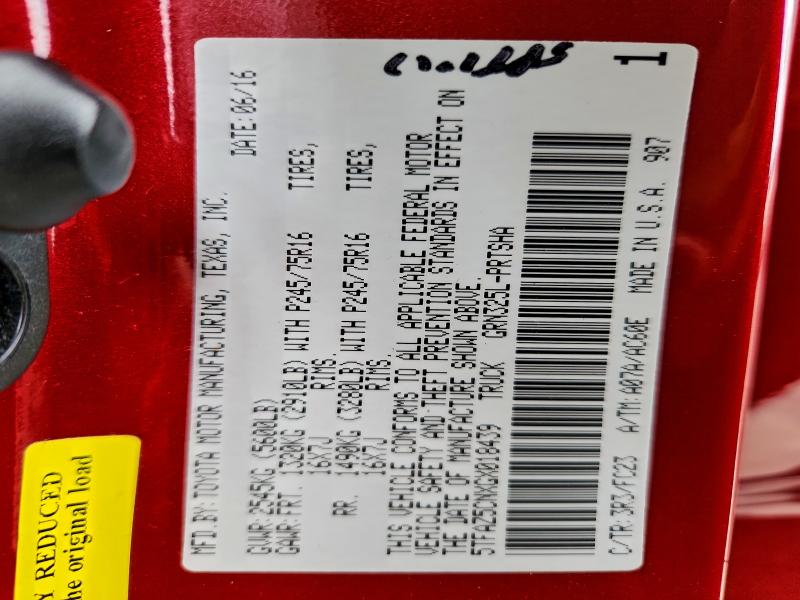 MFD.BY:TOYOTA MOTOR MANUFACTURING, TEXAS, INC. DATE:06/16
GVWR:2545KG (5600LB)
GAWR:FRT. 1320KG (2910LB) WITH P245/75R16 TIRES,
16X7J RIMS.
RR. 1490KG (3280LB) WITH P245/75R16 TIRES,
16X7J RIMS.
THIS VEHICLE CONFORMS TO ALL APPLICABLE FEDERAL MOTOR
VEHICLE SAFETY AND THEFT PREVENTION STANDARDS IN EFFECT ON
THE DATE OF MANUFACTURE SHOWN ABOVE.
5TFAZ5CNXGX018439 TRUCK GRN325L-PRTSHA
C/TR:3R3/FC23 A/TM:A07A/AC60E MADE IN U.S.A. 907
1
Y REDUCED
he original load